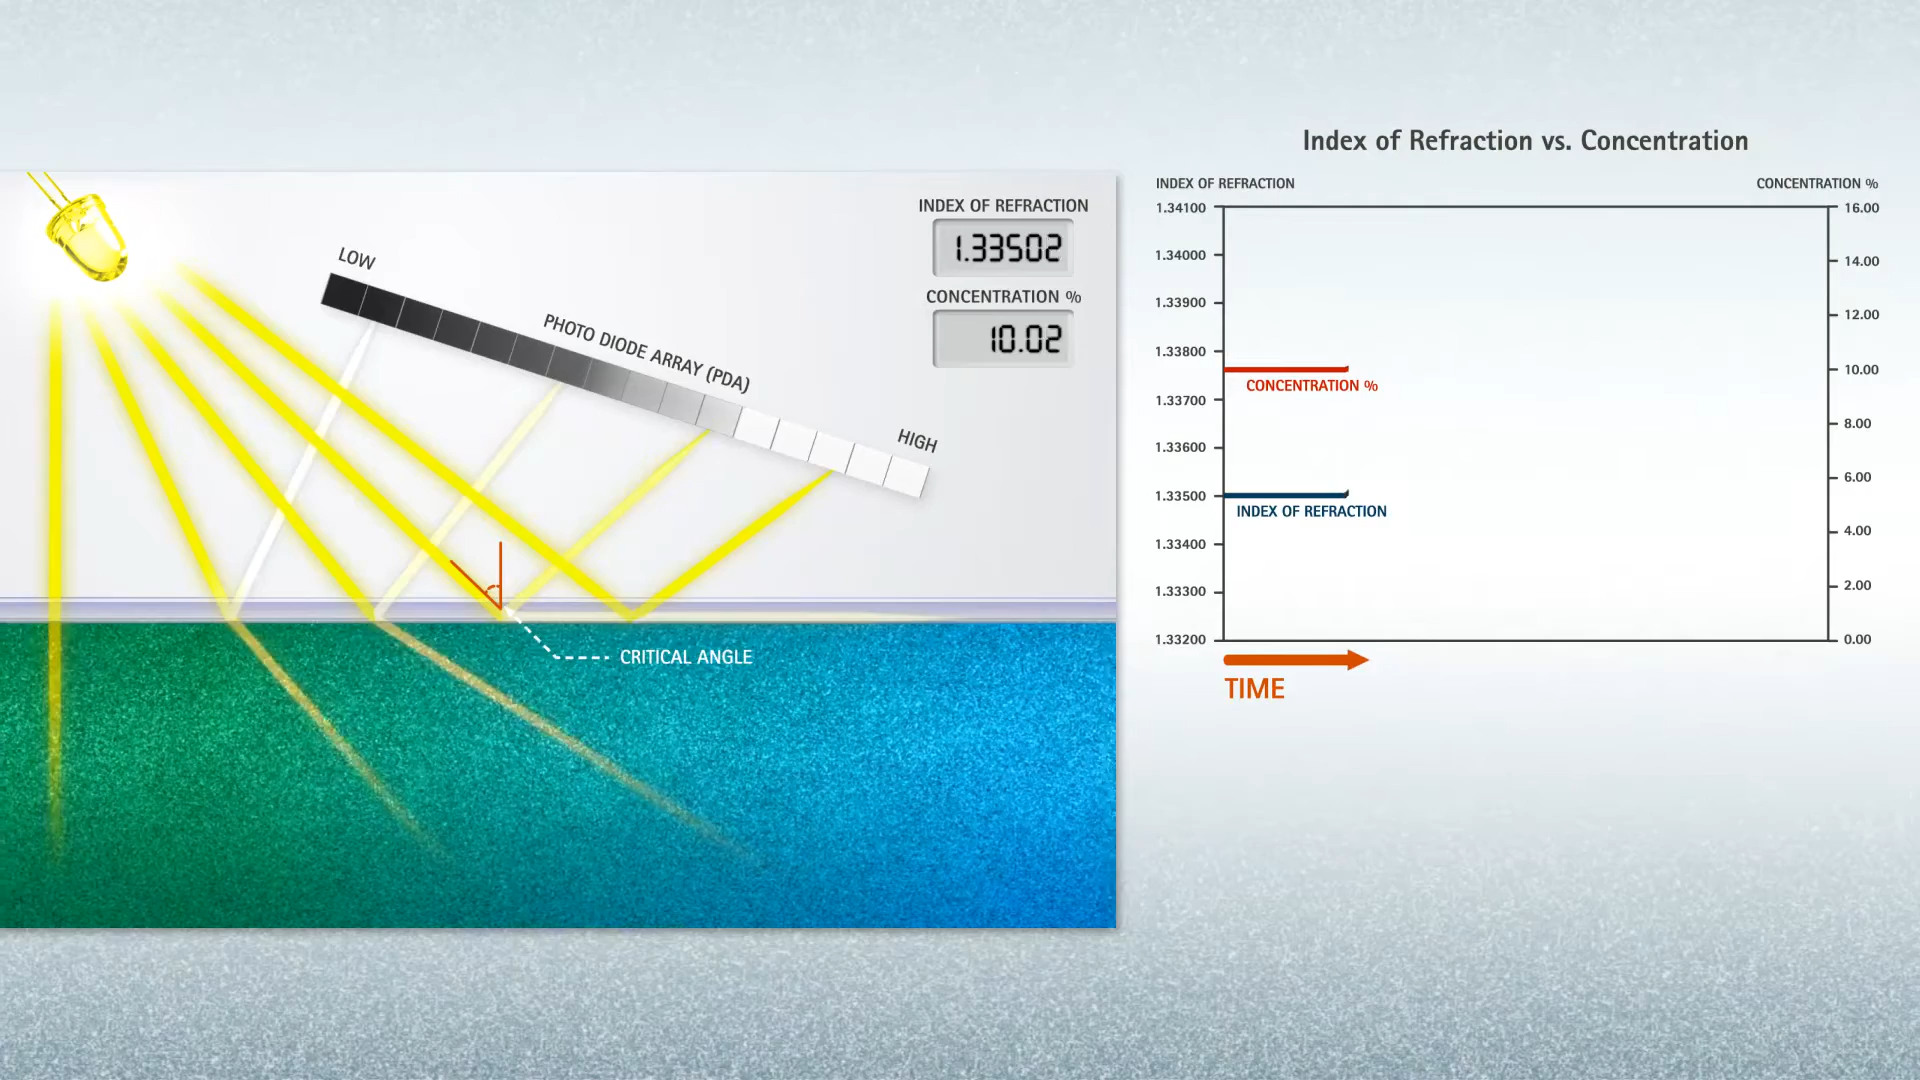 LOW
PHOTO DIODE ARRAY (PDA)
HIGH
INDEX OF REFRACTION
1.33502
CONCENTRATION %
10.02
CRITICAL ANGLE
Index of Refraction vs. Concentration
INDEX OF REFRACTION
CONCENTRATION %
1.34100
1.34000
1.33900
1.33800
1.33700
1.33600
1.33500
1.33400
1.33300
1.33200
CONCENTRATION %
INDEX OF REFRACTION
16.00
14.00
12.00
10.00
8.00
6.00
4.00
2.00
0.00
TIME